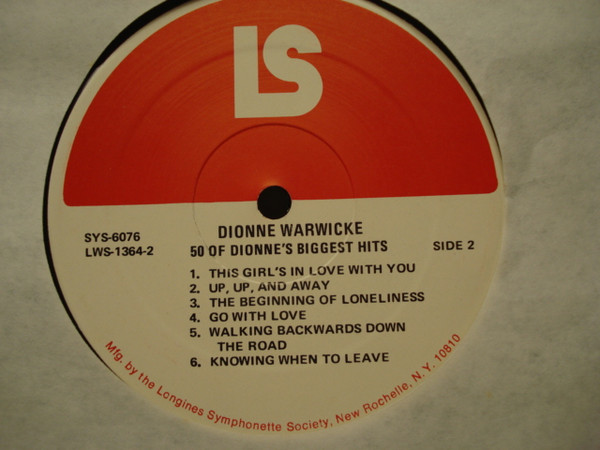 LS
DIONNE WARWICKE
SYS-6076
LWS-1364-2
50 OF DIONNE'S BIGGEST HITS
SIDE 2
1. THIS GIRL'S IN LOVE WITH YOU
2. UP, UP, AND AWAY
3. THE BEGINNING OF LONELINESS
4. GO WITH LOVE
5. WALKING BACKWARDS DOWN
THE ROAD
6. KNOWING WHEN TO LEAVE
Mfg. by the Longines Symphonette Society, New Rochelle, N.Y. 10810